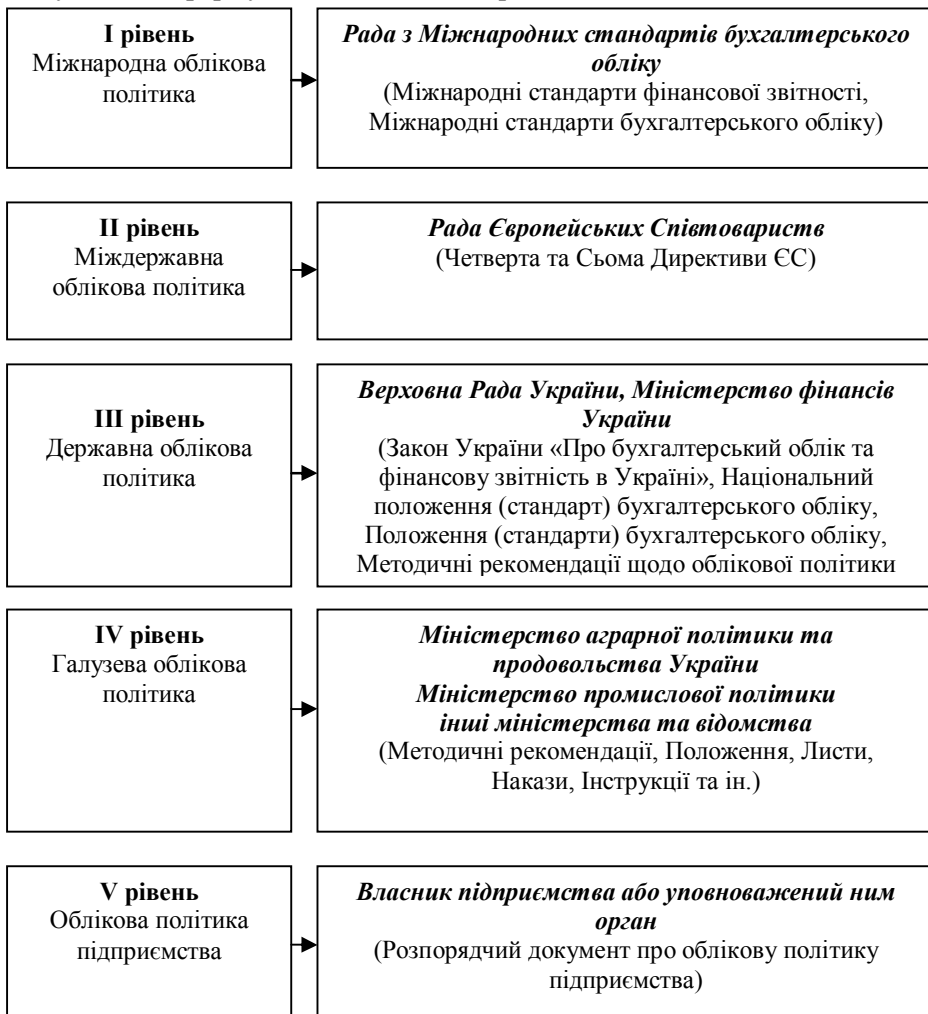 І рівень
Міжнародна облікова
політика
Рада з Міжнародних стандартів бухгалтерського
обліку
(Міжнародні стандарти фінансової звітності,
Міжнародні стандарти бухгалтерського обліку)
ІІ рівень
Міждержавна
облікова політика
Рада Європейських Співтовариств
(Четверта та Сьома Директиви ЄС)
ІІІ рівень
Державна облікова
політика
Верховна Рада України, Міністерство фінансів
України
(Закон України «Про бухгалтерський облік та
фінансову звітність в Україні», Національний
положення (стандарт) бухгалтерського обліку,
Положення (стандарти) бухгалтерського обліку,
Методичні рекомендації щодо облікової політики
IV рівень
Галузева облікова
політика
Міністерство аграрної політики та
продовольства України
Міністерство промислової політики
інші міністерства та відомства
(Методичні рекомендації, Положення, Листи,
Накази, Інструкції та ін.)
V рівень
Облікова політика
підприємства
Власник підприємства або уповноважений ним
орган
(Розпорядчий документ про облікову політику
підприємства)